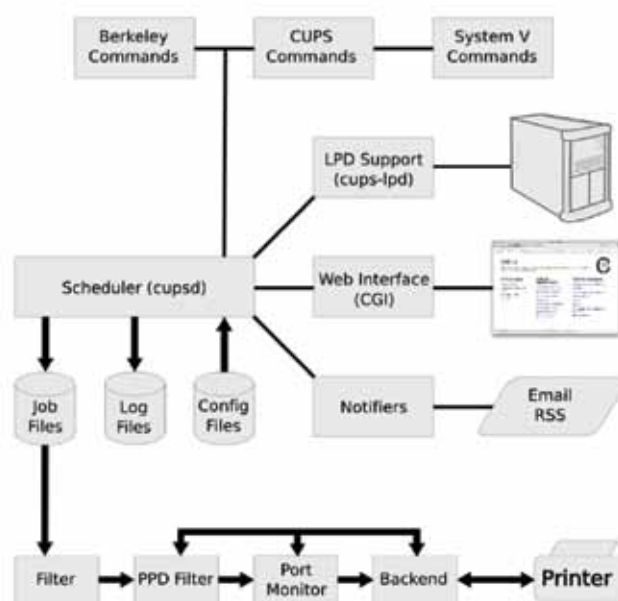 Berkeley
Commands
CUPS
Commands
System V
Commands
LPD Support
(cups-lpd)
Scheduler (cupsd)
Web Interface
(CGI)
Job
Files
Log
Files
Config
Files
Notifiers
Email
RSS
Filter
PPD Filter
Port
Monitor
Backend
Printer